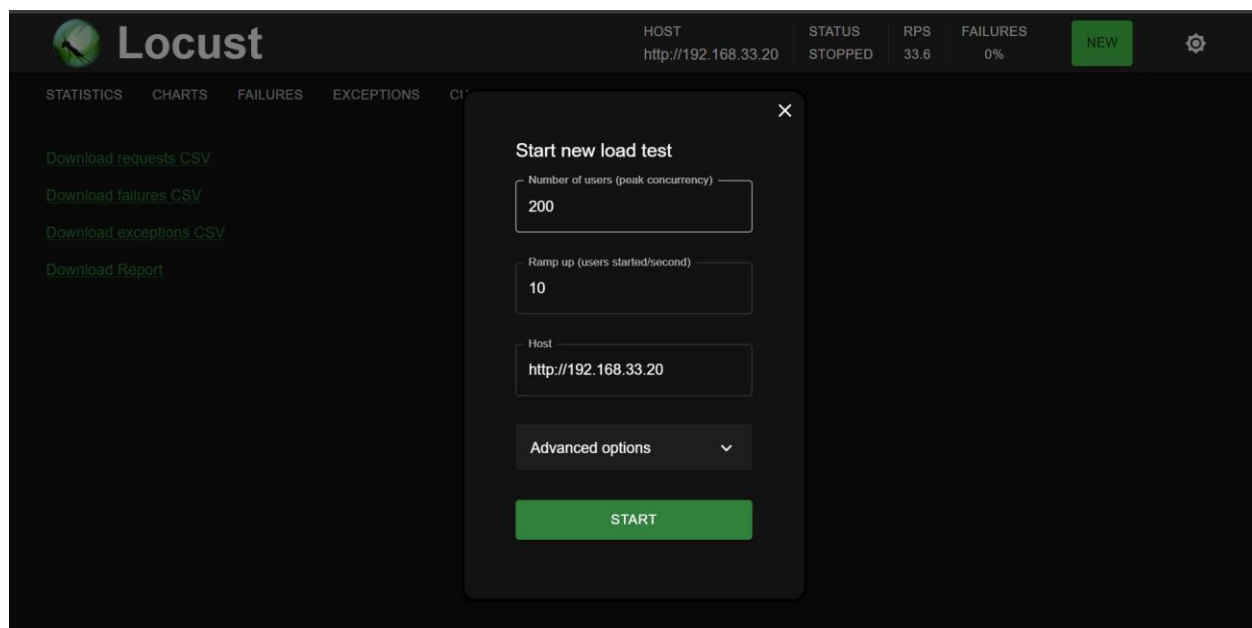 Locust
HOST
http://192.168.33.20
STATUS
STOPPED
RPS
33.6
FAILURES
0%
NEW
STATISTICS CHARTS FAILURES EXCEPTIONS
Download requests CSV
Download failures CSV
Download exceptions CSV
Download Report
Start new load test
Number of users (peak concurrency)
200
Ramp up (users started/second)
10
Host
http://192.168.33.20
Advanced options
START